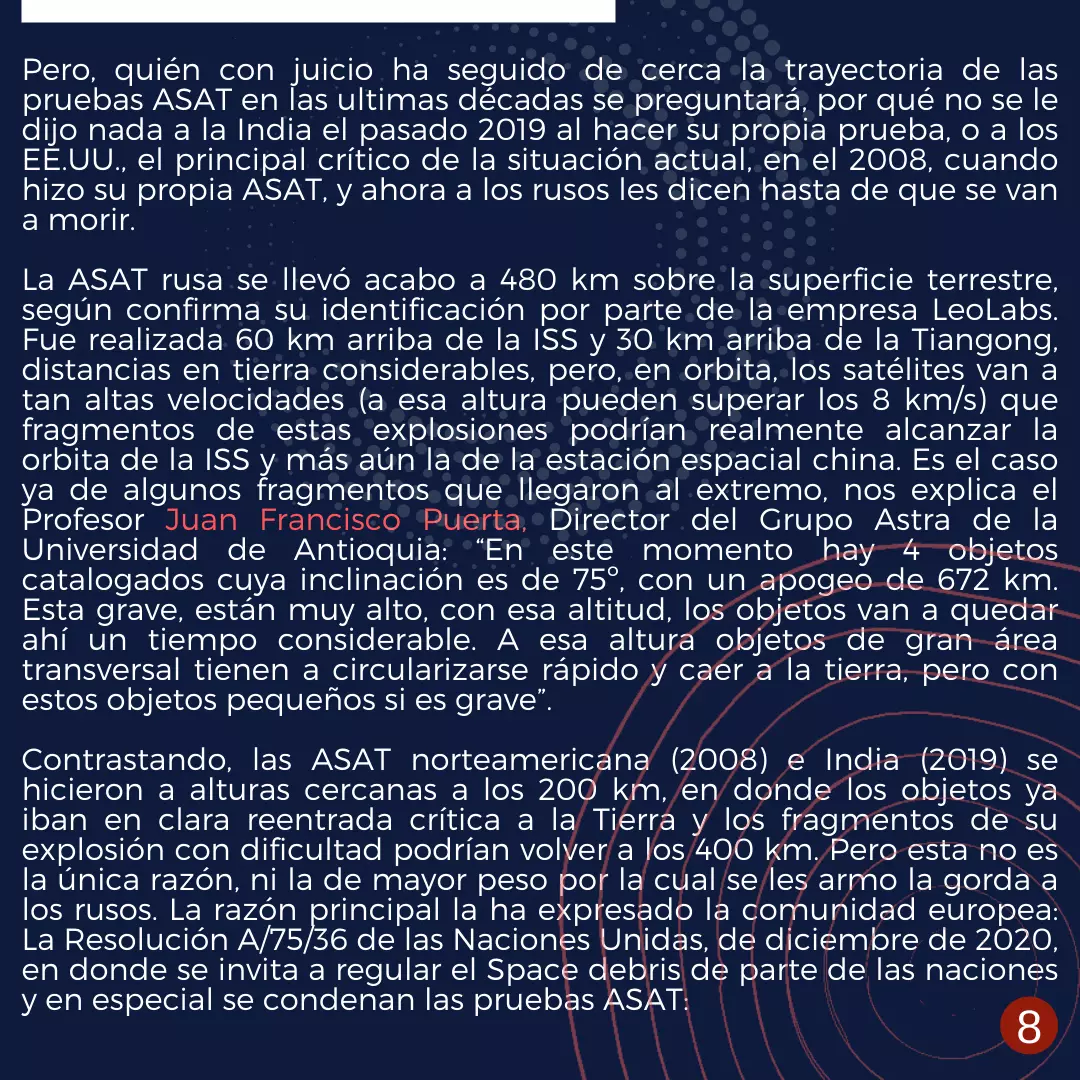 Pero, quién con juicio ha seguido de cerca la trayectoria de las
pruebas ASAT en las ultimas décadas se preguntará, por qué no se le
dijo nada a la India el pasado 2019 al hacer su propia prueba, o a los
EE.UU., el principal crítico de la situación actual, en el 2008, cuando
hizo su propia ASAT, y ahora a los rusos les dicen hasta de que se van
a morir.
La ASAT rusa se llevó acabo a 480 km sobre la superficie terrestre,
según confirma su identificación por parte de la empresa LeoLabs.
Fue realizada 60 km arriba de la ISS y 30 km arriba de la Tiangong,
distancias en tierra considerables, pero, en orbita, los satélites van a
tan altas velocidades (a esa altura pueden superar los 8 km/s) que
fragmentos de estas explosiones podrían realmente alcanzar la
orbita de la ISS y más aún la de la estación espacial china. Es el caso
ya de algunos fragmentos que llegaron al extremo, nos explica el
Profesor Juan Francisco Puerta, Director del Grupo Astra de la
Universidad de Antioquia: “En este momento hay 4 objetos
catalogados cuya inclinación es de 75º, con un apogeo de 672 km.
Esta grave, están muy alto, con esa altitud, los objetos van a quedar
ahí un tiempo considerable. A esa altura objetos de gran área
transversal tienen a circularizarse rápido y caer a la tierra, pero con
estos objetos pequeños si es grave”.
Contrastando, las ASAT norteamericana (2008) e India (2019) se
hicieron a alturas cercanas a los 200 km, en donde los objetos ya
iban en clara reentrada crítica a la Tierra y los fragmentos de su
explosión con dificultad podrían volver a los 400 km. Pero esta no es
la única razón, ni la de mayor peso por la cual se les armo la gorda a
los rusos. La razón principal la ha expresado la comunidad europea:
La Resolución A/75/36 de las Naciones Unidas, de diciembre de 2020,
en donde se invita a regular el Space debris de parte de las naciones
y en especial se condenan las pruebas ASAT:
8